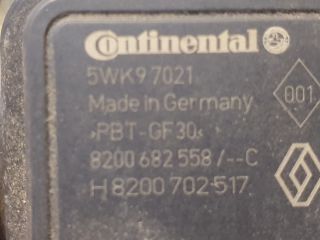 Continental
5WK9 7021
Made in Germany
>PBT-GF30<
001
8200 682 558 /--C
H 8200 702 517